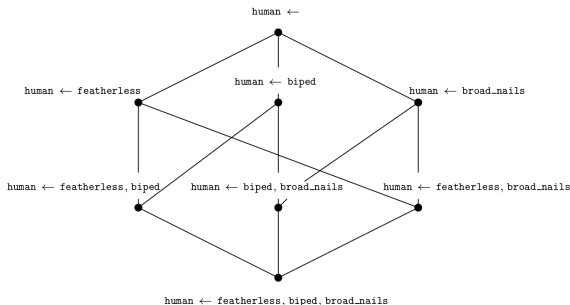 human ←
human ← biped
human ← featherless
human ← broad_nails
human ← featherless, biped
human ← biped, broad_nails
human ← featherless, broad_nails
human ← featherless, biped, broad_nails